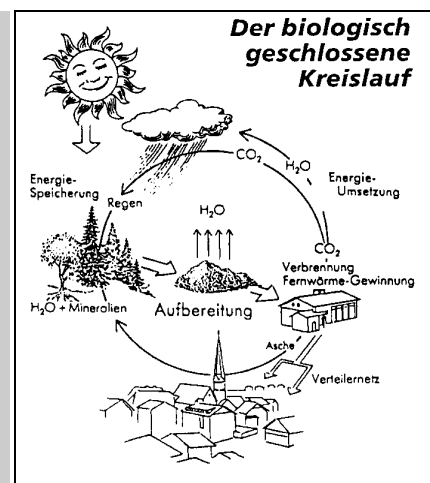 Der biologisch
geschlossene
Kreislauf
CO₂
H₂O
Energie-
Speicherung
Regen
Energie-
Umsetzung
H₂O
CO₂
Verbrennung
Fernwärme-Gewinnung
H₂O + Mineralien
Aufbereitung
Asche
Verteilernetz